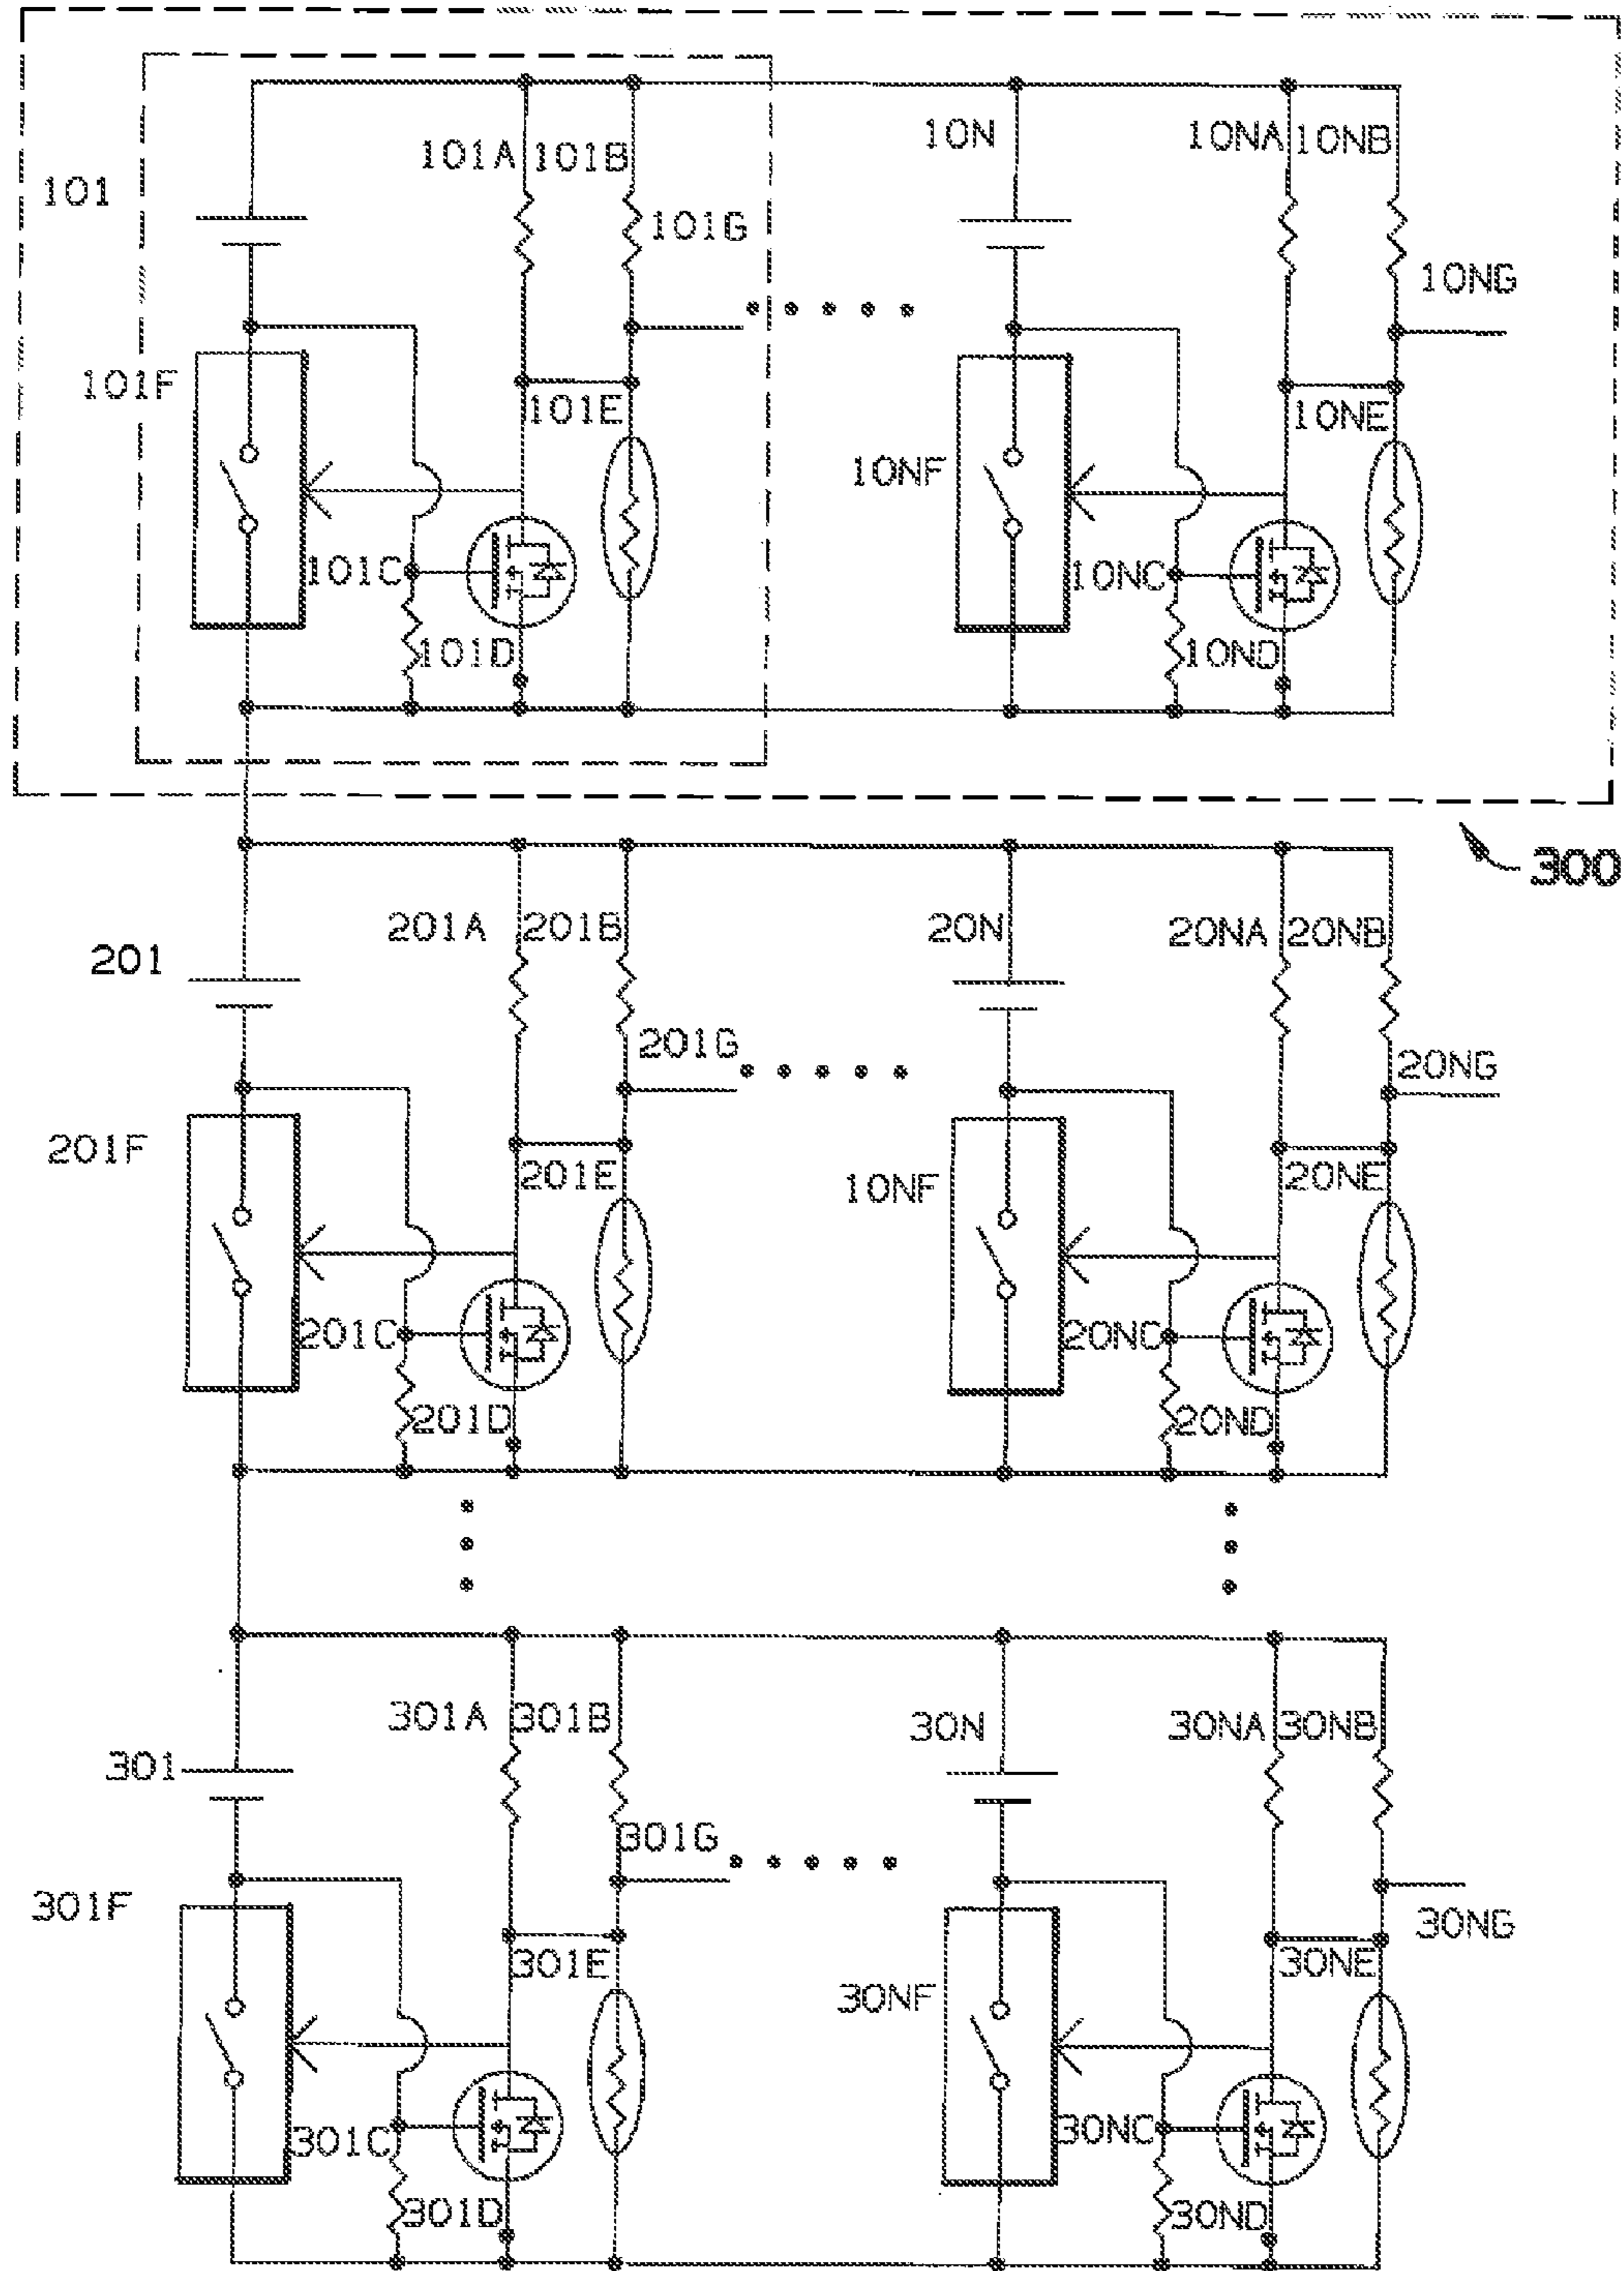 101A 101B 10N 10NA 10NB
101 101G 10NG
101F 101E 10NE
10NF
101C 10NC
101D 10ND
300
201A 201B 20N 20NA 20NB
201 201G 20NG
201F 201E 10NF 20NE
201C 20NC
201D 20ND
301A 301B 30N 30NA 30NB
301 301G
301F 30NG
301E 30NE
30NF
301C 30NC
301D 30ND